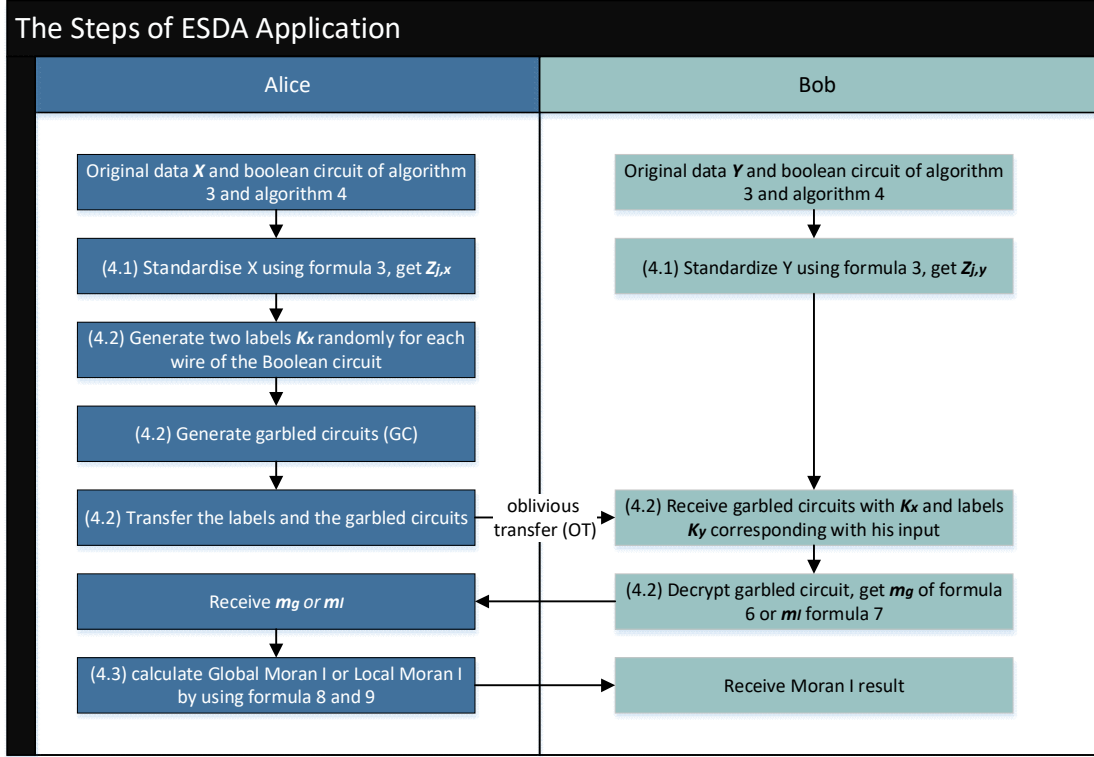 The Steps of ESDA Application
Alice
Bob
Original data X and boolean circuit of algorithm
3 and algorithm 4
Original data Y and boolean circuit of algorithm
3 and algorithm 4
(4.1) Standardise X using formula 3, get Zj,x
(4.1) Standardize Y using formula 3, get Zj,y
(4.2) Generate two labels Kx randomly for each
wire of the Boolean circuit
(4.2) Generate garbled circuits (GC)
(4.2) Transfer the labels and the garbled circuits
oblivious
transfer (OT)
(4.2) Receive garbled circuits with Kx and labels
Ky corresponding with his input
Receive mg or ml
(4.2) Decrypt garbled circuit, get mg of formula
6 or ml formula 7
(4.3) calculate Global Moran I or Local Moran I
by using formula 8 and 9
Receive Moran I result